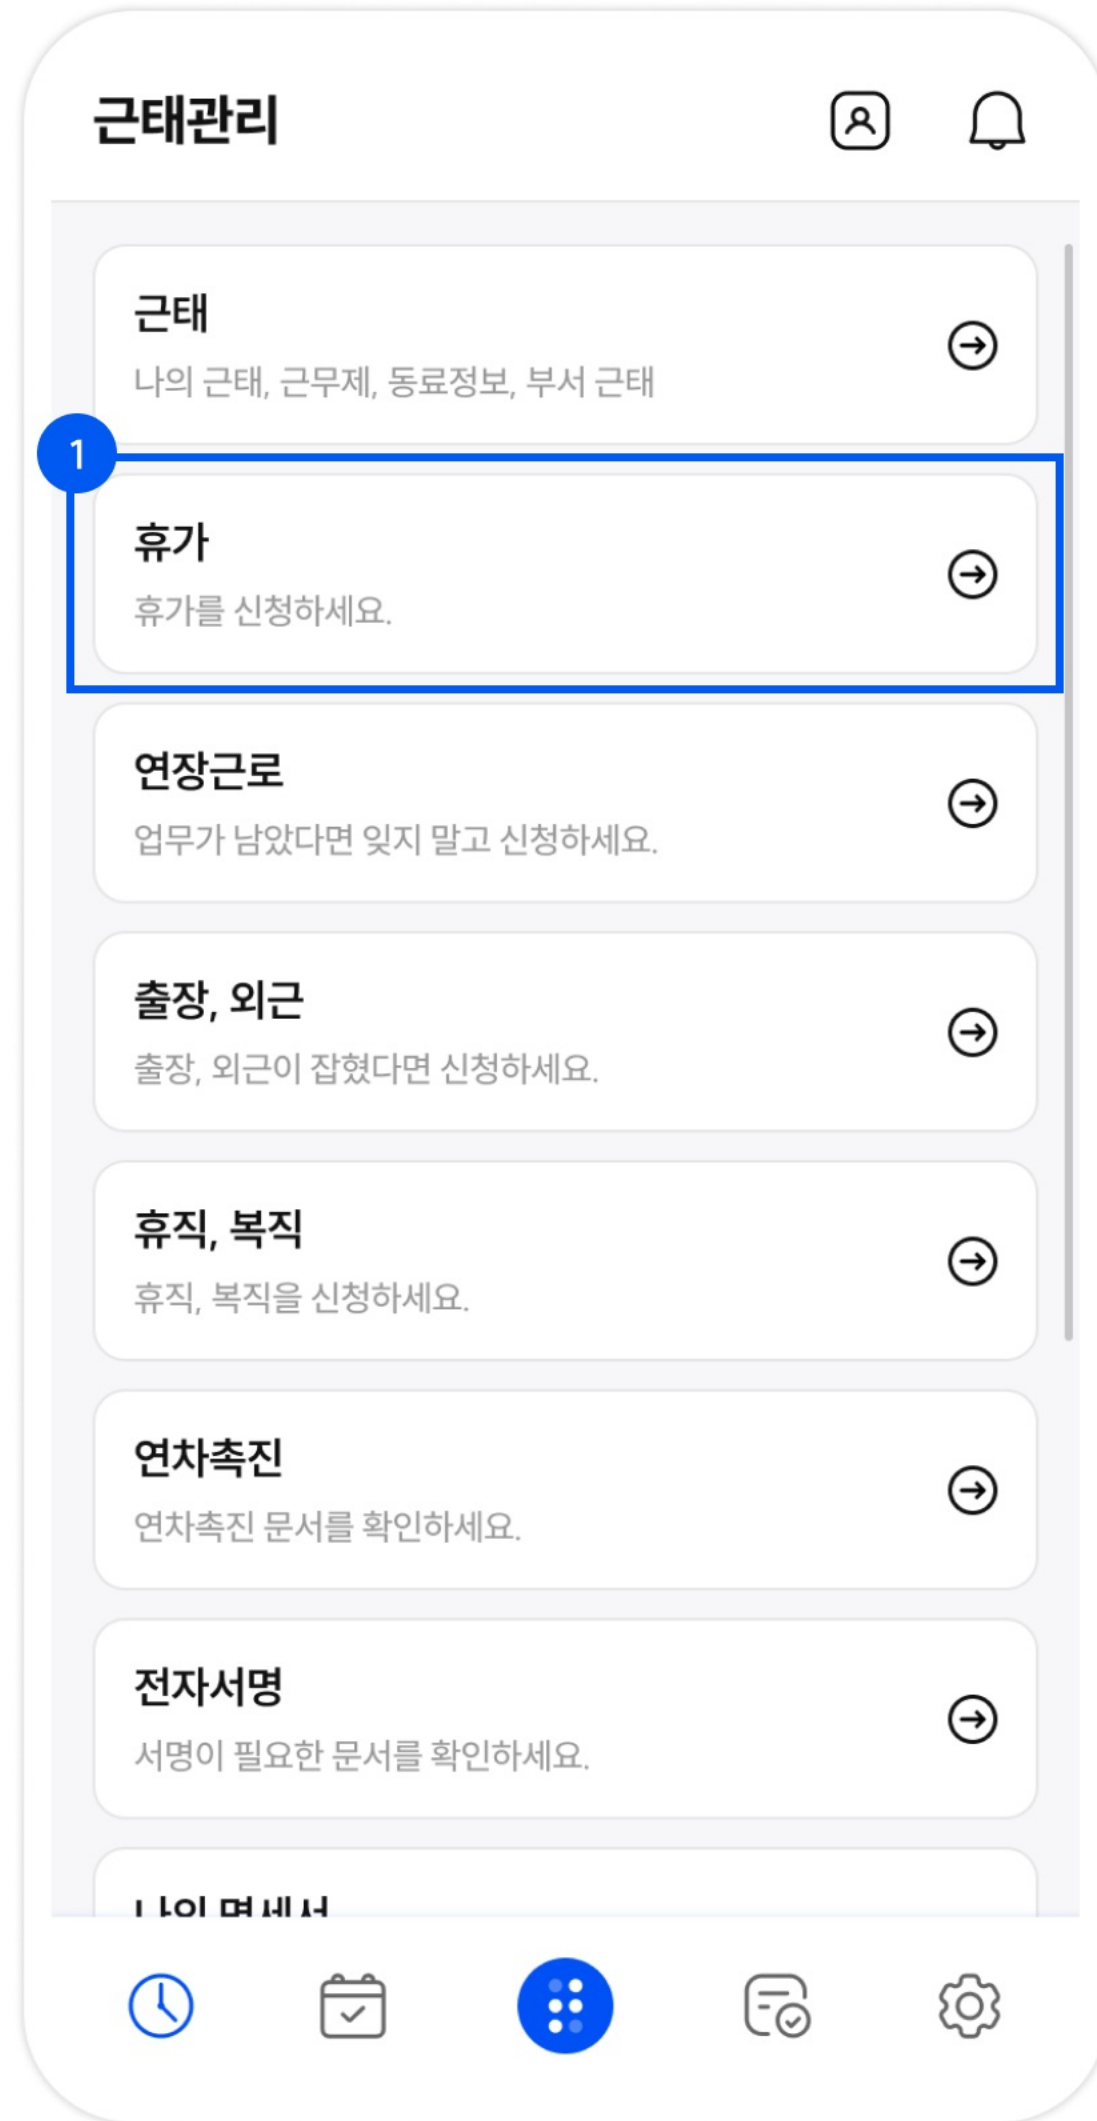 근태관리
근태
나의 근태, 근무제, 동료정보, 부서 근태
1
휴가
휴가를 신청하세요.
연장근로
업무가 남았다면 잊지 말고 신청하세요.
출장, 외근
출장, 외근이 잡혔다면 신청하세요.
휴직, 복직
휴직, 복직을 신청하세요.
연차촉진
연차촉진 문서를 확인하세요.
전자서명
서명이 필요한 문서를 확인하세요.
나의 명세서